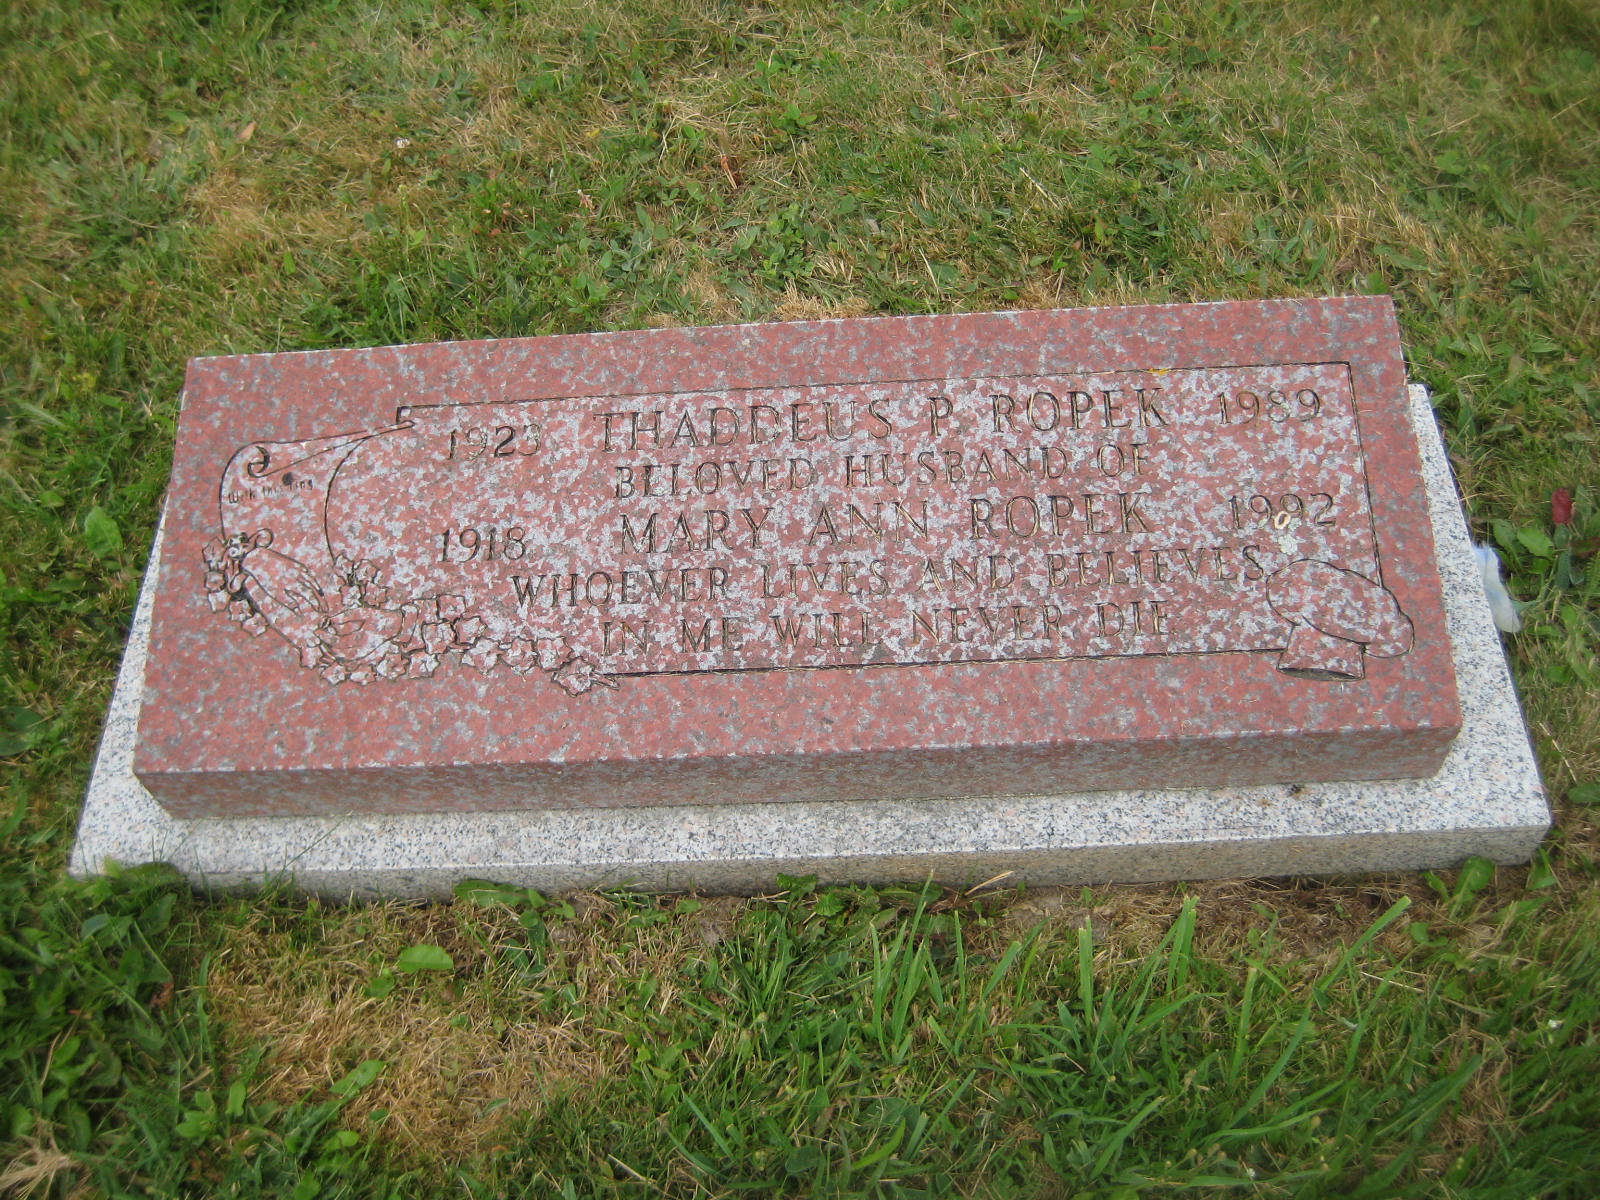 1923 THADDEUS P. ROPEK 1989
BELOVED HUSBAND OF
1918 MARY ANN ROPEK 1992
WHOEVER LIVES AND BELIEVES
IN ME WILL NEVER DIE